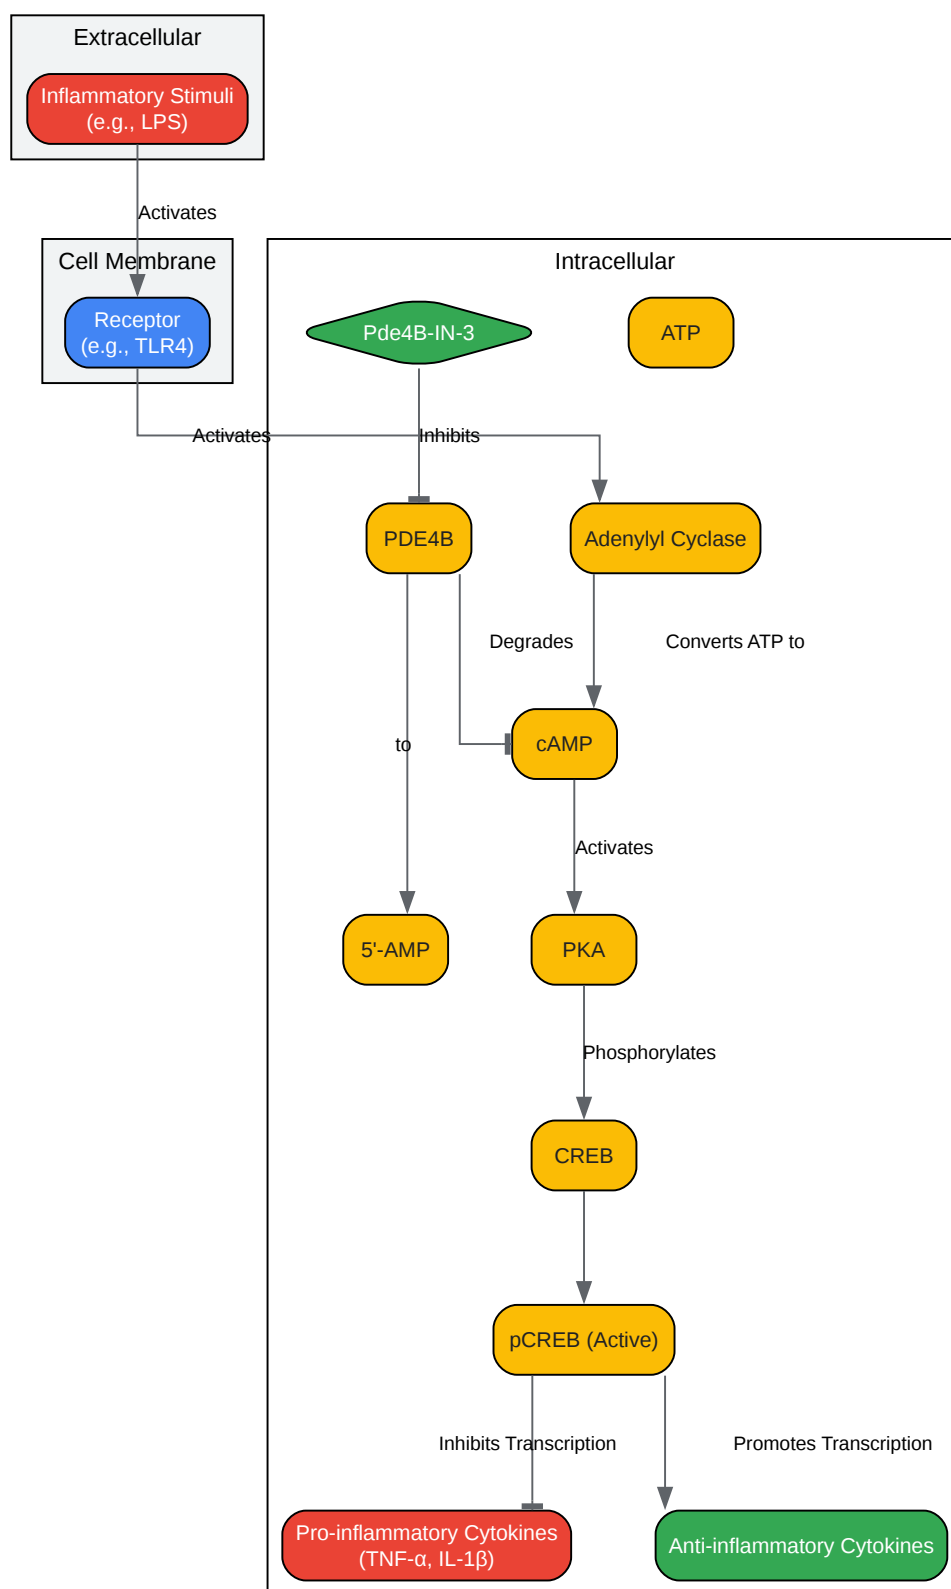 Extracellular
Inflammatory Stimuli
(e.g., LPS)
Activates
Cell Membrane
Receptor
(e.g., TLR4)
Intracellular
Pde4B-IN-3
ATP
Activates
Inhibits
PDE4B
Adenylyl Cyclase
Degrades
Converts ATP to
to
cAMP
Activates
5'-AMP
PKA
Phosphorylates
CREB
pCREB (Active)
Inhibits Transcription
Promotes Transcription
Pro-inflammatory Cytokines
(TNF-α, IL-1β)
Anti-inflammatory Cytokines